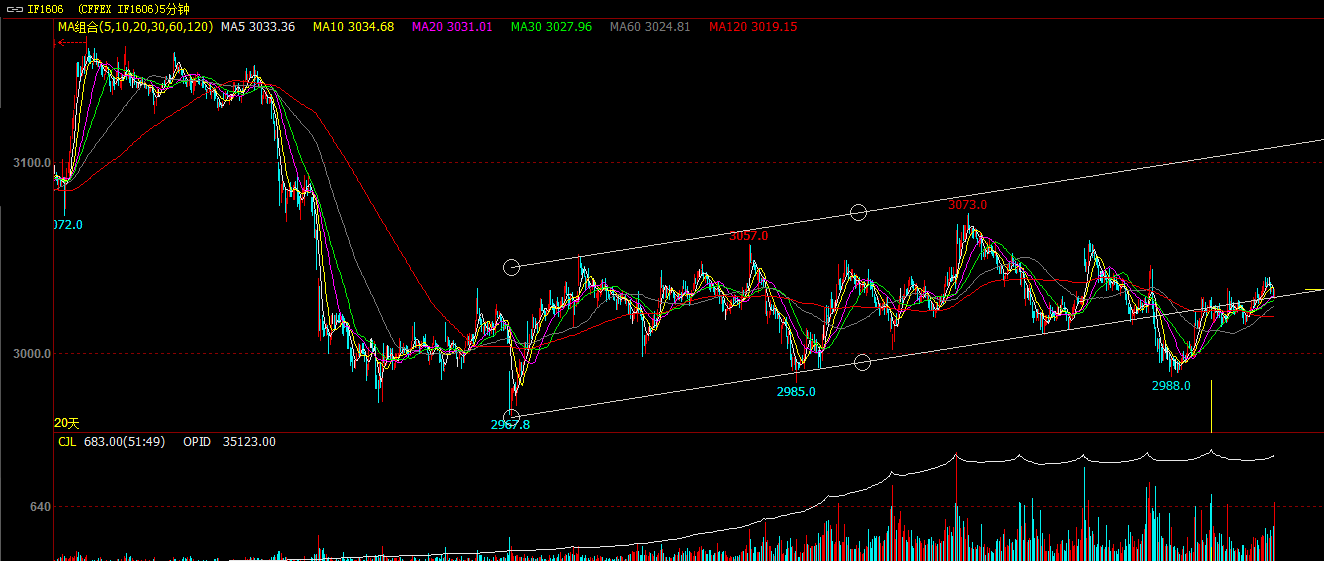 IF1606 (CFFEX IF1606)5分钟
MA组合(5,10,20,30,60,120) MA5 3033.36 MA10 3034.68 MA20 3031.01 MA30 3027.96 MA60 3024.81 MA120 3019.15
3100.0
072.0
3073.0
3057.0
3000.0
2985.0
2988.0
20天
2967.8
CJL 683.00(51:49) OPID 35123.00
640